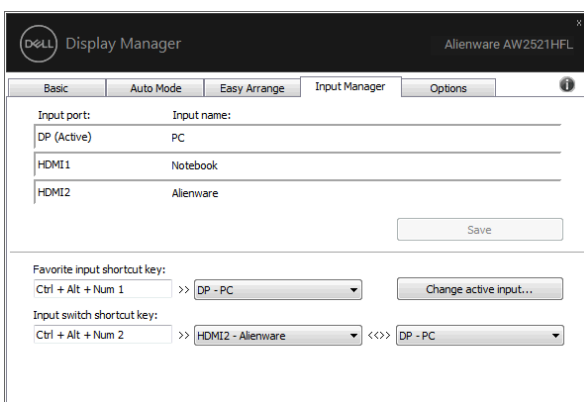 DELL Display Manager Alienware AW2521HFL
x
Basic Auto Mode Easy Arrange Input Manager Options i
Input port: Input name:
DP (Active) PC
HDMI1 Notebook
HDMI2 Alienware
Save
Favorite input shortcut key:
Ctrl + Alt + Num 1 >> DP - PC Change active input...
Input switch shortcut key:
Ctrl + Alt + Num 2 >> HDMI2 - Alienware <<>> DP - PC